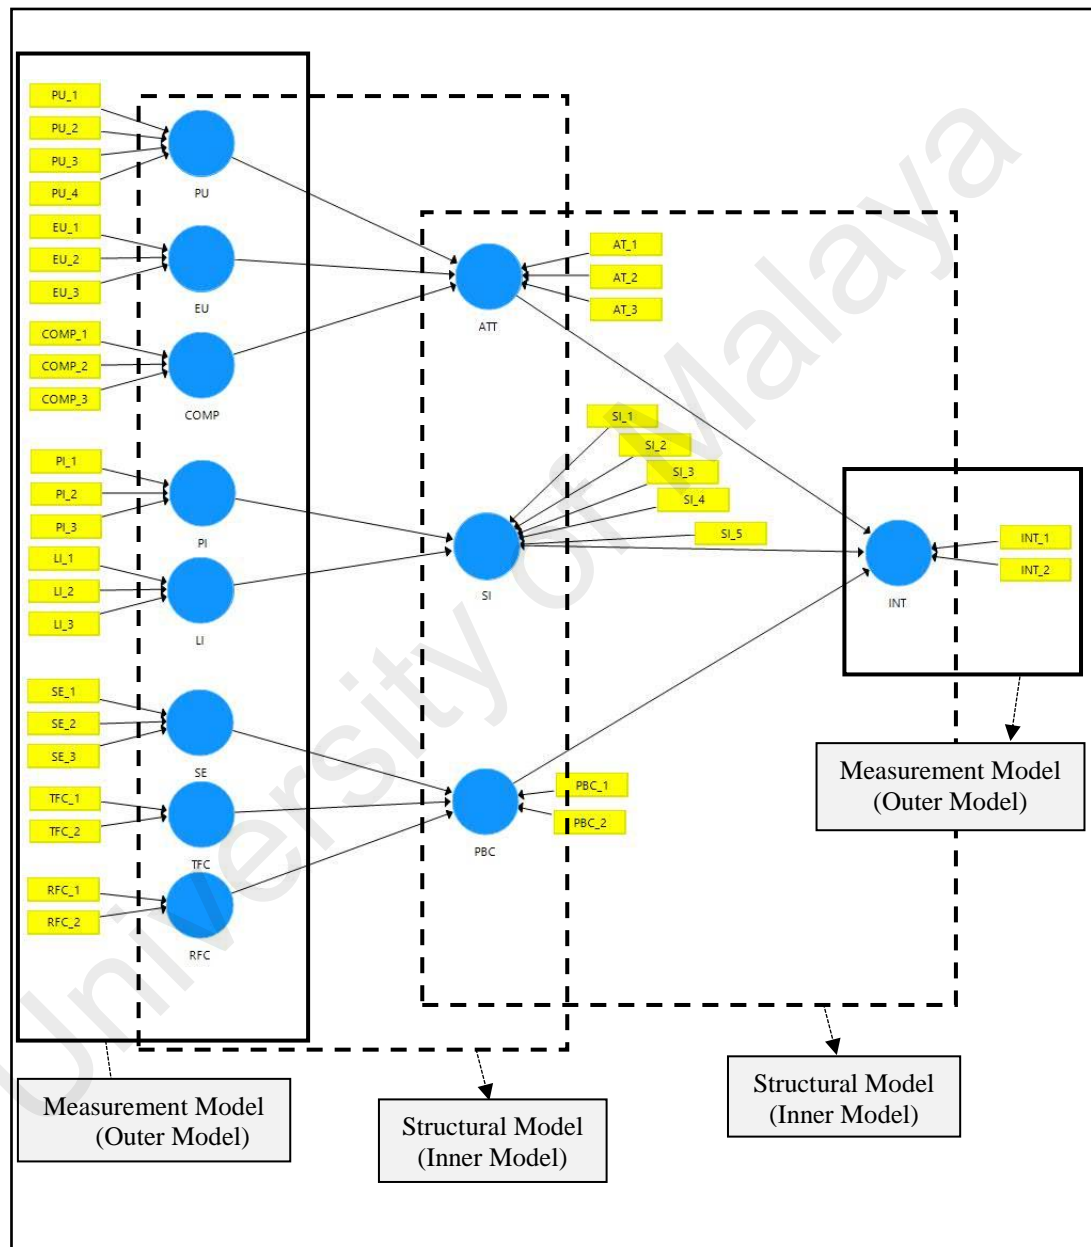 PU_1
PU_2
PU_3
PU_4
PU
EU_1
EU_2
EU_3
EU
COMP_1
COMP_2
COMP_3
COMP
PI_1
PI_2
PI_3
PI
LI_1
LI_2
LI_3
LI
SE_1
SE_2
SE_3
SE
TFC_1
TFC_2
TFC
RFC_1
RFC_2
RFC
AT_1
AT_2
AT_3
ATT
SI_1
SI_2
SI_3
SI_4
SI_5
SI
PBC_1
PBC_2
PBC
INT_1
INT_2
INT
Measurement Model
(Outer Model)
Measurement Model
(Outer Model)
Structural Model
(Inner Model)
Structural Model
(Inner Model)
University of Malaya